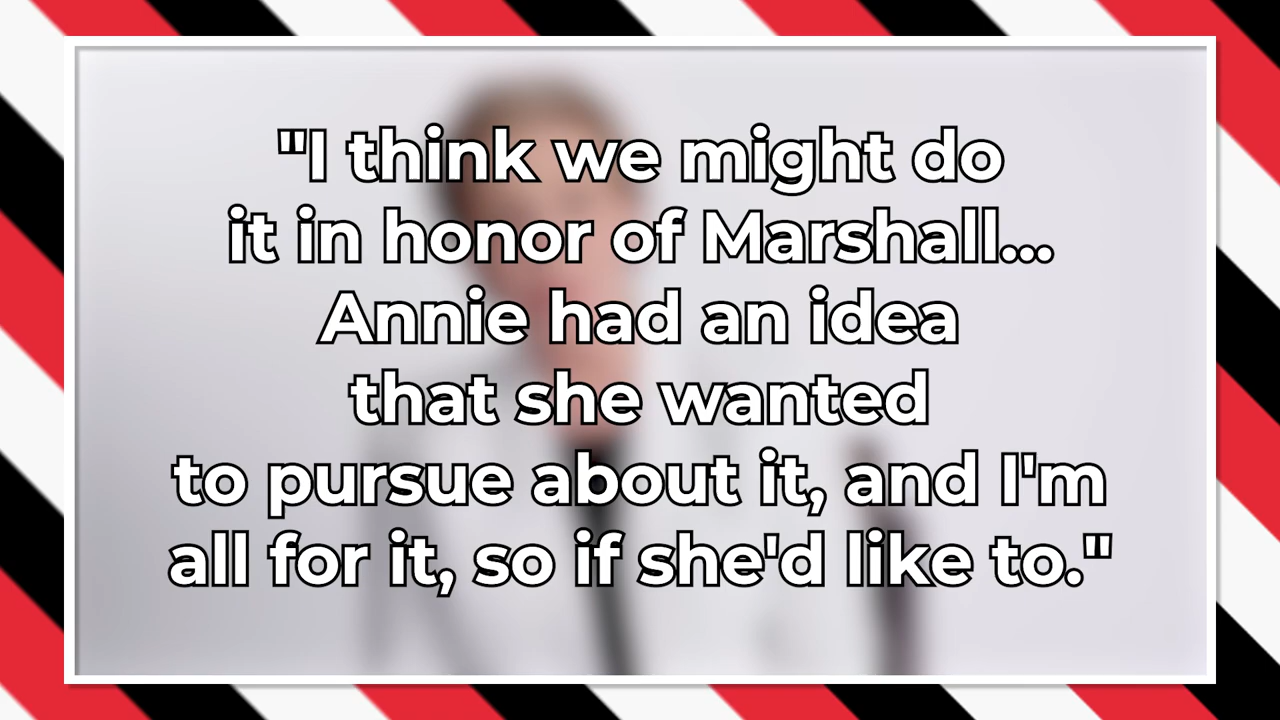 "I think we might do
it in honor of Marshall...
Annie had an idea
that she wanted
to pursue about it, and I'm
all for it, so if she'd like to."